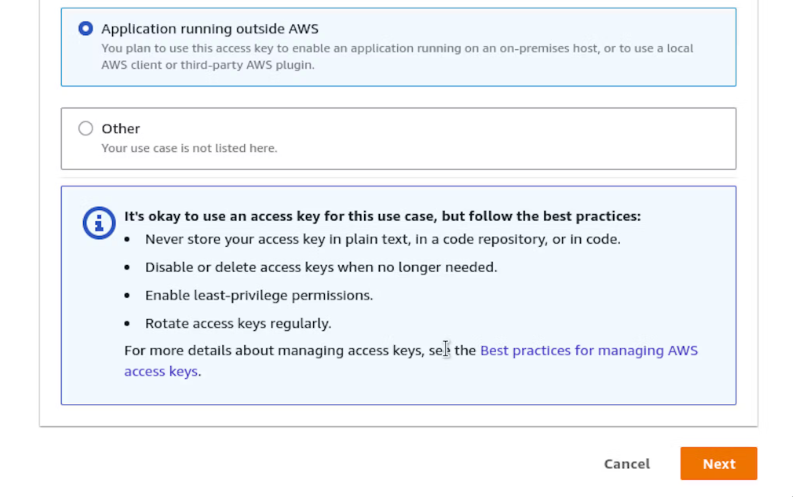 Application running outside AWS
You plan to use this access key to enable an application running on an on-premises host, or to use a local
AWS client or third-party AWS plugin.
Other
Your use case is not listed here.
It's okay to use an access key for this use case, but follow the best practices:
• Never store your access key in plain text, in a code repository, or in code.
• Disable or delete access keys when no longer needed.
• Enable least-privilege permissions.
• Rotate access keys regularly.
For more details about managing access keys, see the Best practices for managing AWS
access keys.
Cancel
Next